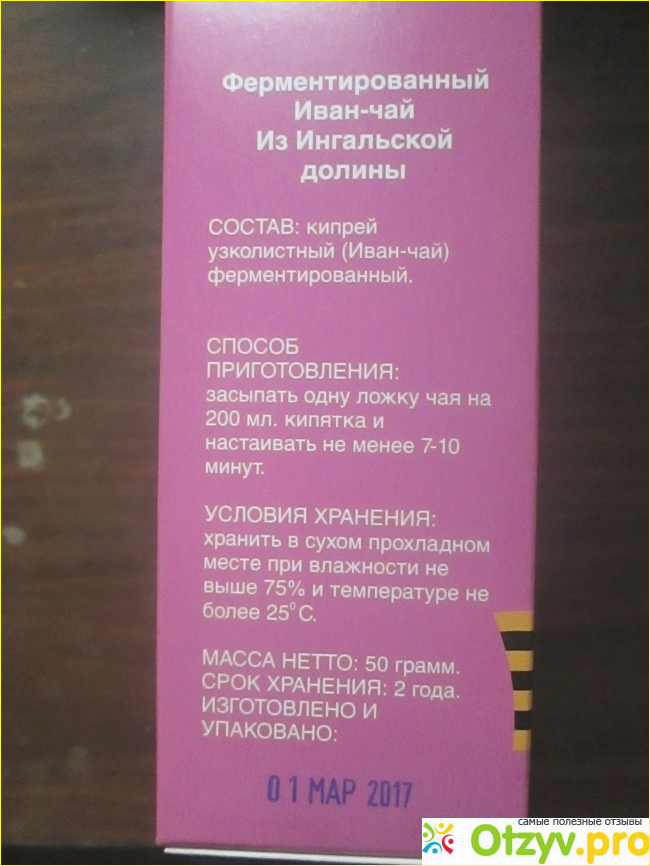 Ферментированный
Иван-чай
Из Ингальской
долины
СОСТАВ: кипрей
узколистный (Иван-чай)
ферментированный.
СПОСОБ
ПРИГОТОВЛЕНИЯ:
засыпать одну ложку чая на
200 мл. кипятка и
настаивать не менее 7-10
минут.
УСЛОВИЯ ХРАНЕНИЯ:
хранить в сухом прохладном
месте при влажности не
выше 75% и температуре не
более 25⁰ С.
МАССА НЕТТО: 50 грамм.
СРОК ХРАНЕНИЯ: 2 года.
ИЗГОТОВЛЕНО И
УПАКОВАНО:
01 МАР 2017
самые полезные отзывы
Otzyv.pro